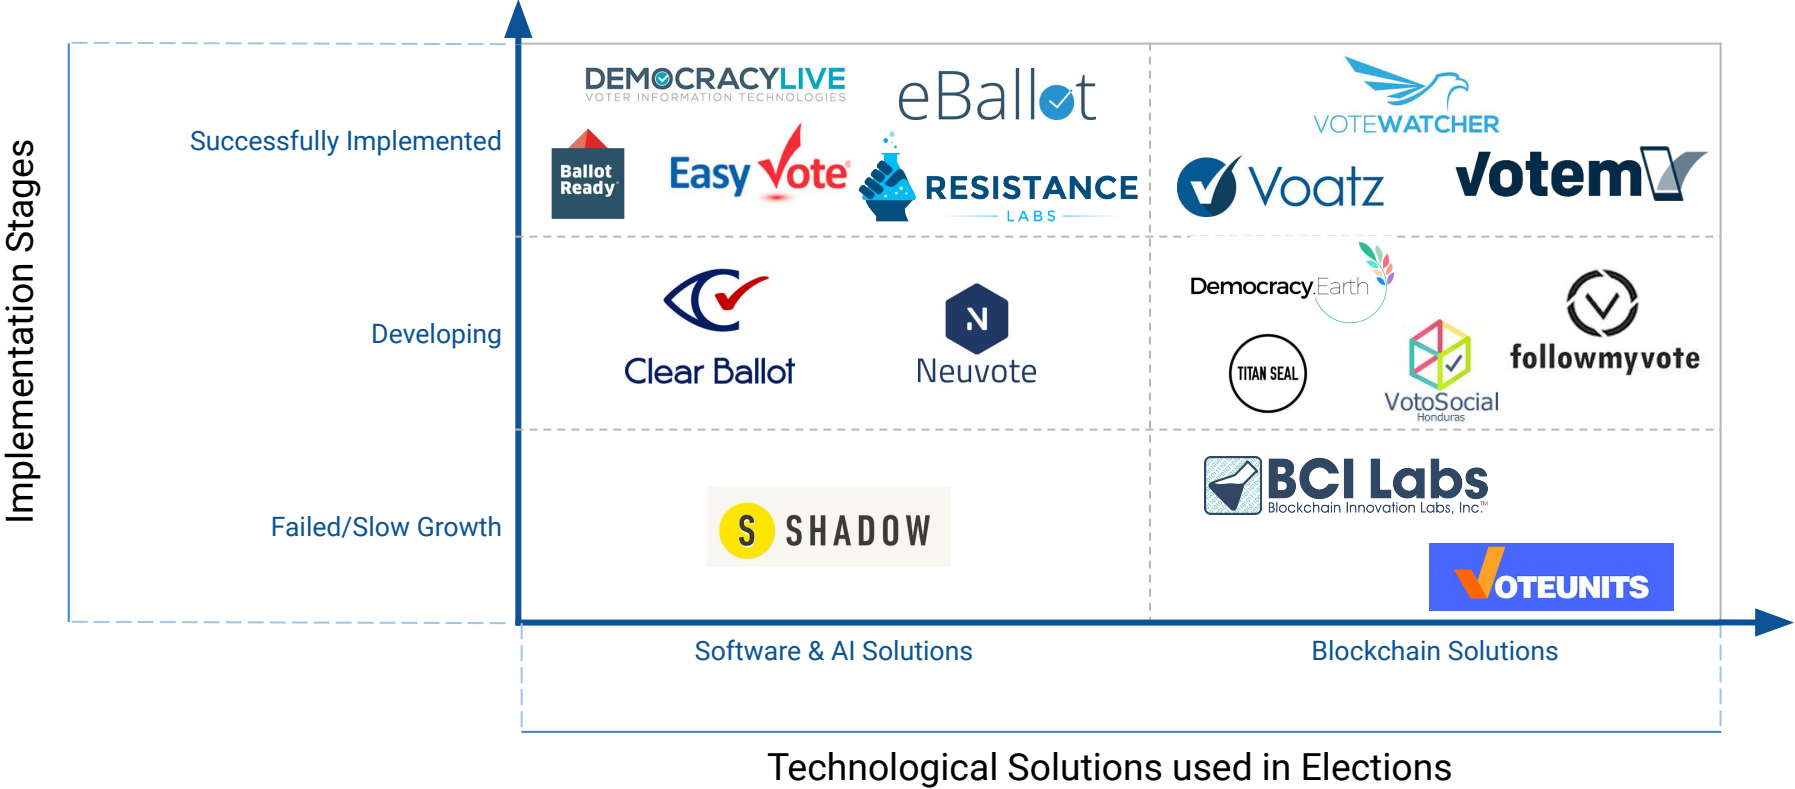 Implementation Stages
Successfully Implemented
DEMOCRACYLIVE
VOTER INFORMATION TECHNOLOGIES
eBallot
Ballot
Ready
Easy Vote®
RESISTANCE
LABS
VOTEWATCHER
Voatz
votem
Developing
Clear Ballot
N
Neuvote
Democracy.Earth
TITAN SEAL
VotoSocial
Honduras
followmyvote
Failed/Slow Growth
S SHADOW
BCI Labs
Blockchain Innovation Labs, Inc.™
VOTEUNITS
Software & AI Solutions
Blockchain Solutions
Technological Solutions used in Elections